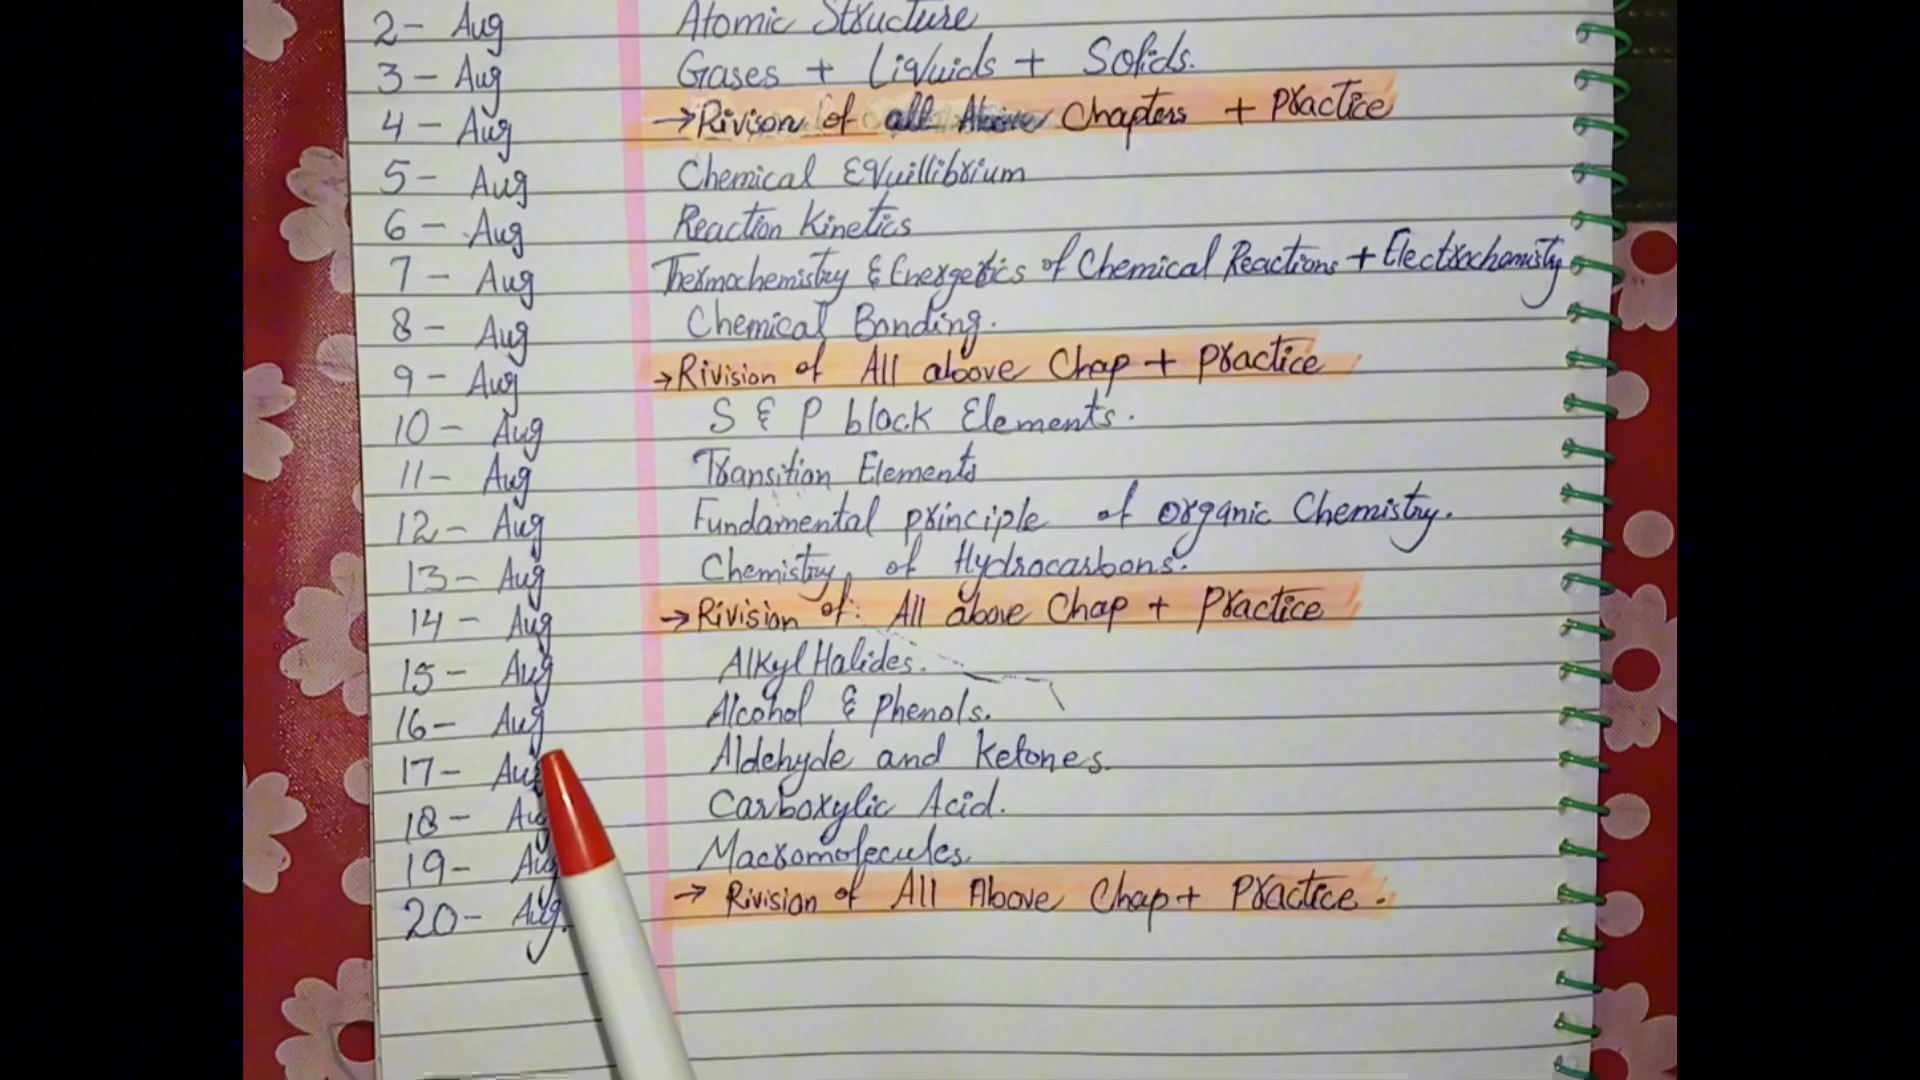 2- Aug Atomic Structure
3- Aug Gases + Liquids + Solids.
4- Aug →Rivison of all Above Chapters + Practice
5- Aug Chemical Equillibrium
6- Aug Reaction Kinetics
7- Aug Thermochemistry & Energetics of Chemical Reactions + Electrochemistry
8- Aug Chemical Bonding.
9- Aug →Rivision of All above Chap + Practice
10- Aug S & P block Elements.
11- Aug Transition Elements
12- Aug Fundamental principle of organic Chemistry.
13- Aug Chemistry of Hydrocarbons.
14- Aug →Rivision of: All above Chap + Practice
15- Aug Alkyl Halides.
16- Aug Alcohol & Phenols.
17- Aug Aldehyde and Ketones.
18- Aug Carboxylic Acid.
19- Aug Macromolecules.
20- Aug. → Rivision of All Above Chap + Practice.